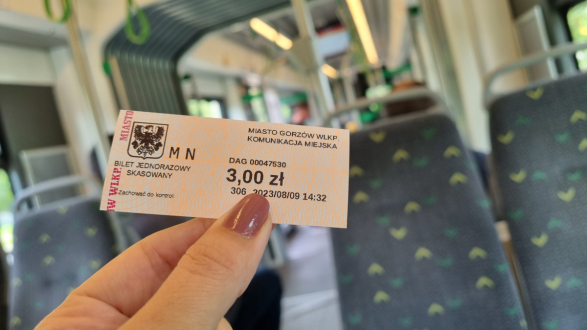 MIASTO
W WLKP.
M N
BILET JEDNORAZOWY
SKASOWANY
Zachować do kontroli
MIASTO GORZÓW WLKP
KOMUNIKACJA MIEJSKA
DAG 00047530
3,00 zł
306 2023/08/09 14:32